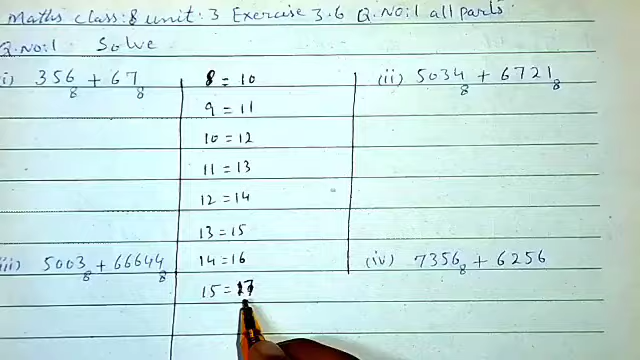 Maths class:8 unit:3 Exercise 3.6 Q.No:1 all parts.
Q.No:1 Solve
i) 356₈ + 67₈
8 = 10
(ii) 5034₈ + 6721₈
9 = 11
10 = 12
11 = 13
12 = 14
13 = 15
iii) 5003₈ + 66644₈
14 = 16
(iv) 7356₈ + 6256
15 = 17